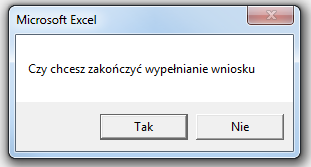 Microsoft Excel
Czy chcesz zakończyć wypełnianie wniosku
Tak
Nie